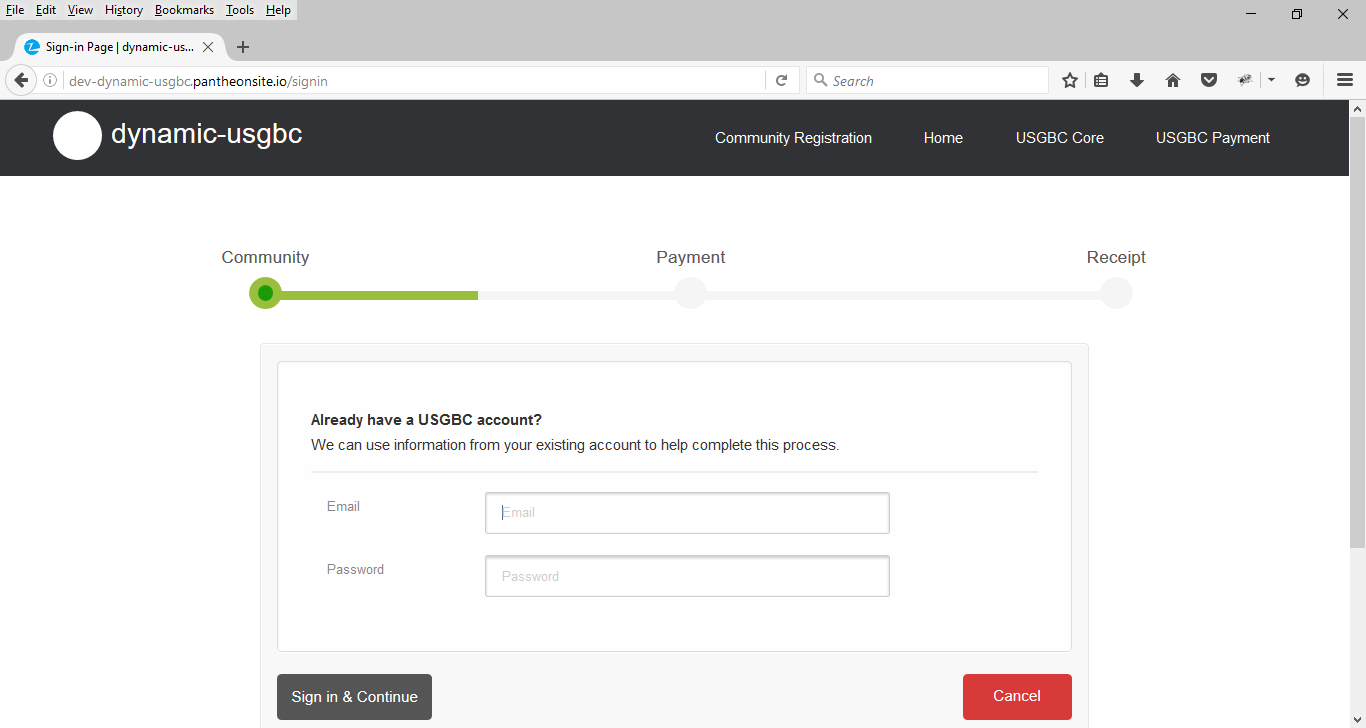 File Edit View History Bookmarks Tools Help
Sign-in Page | dynamic-us...
dev-dynamic-usgbc.pantheonsite.io/signin
Search
dynamic-usgbc
Community Registration Home USGBC Core USGBC Payment
Community Payment Receipt
Already have a USGBC account?
We can use information from your existing account to help complete this process.
Email Email
Password Password
Sign in & Continue Cancel